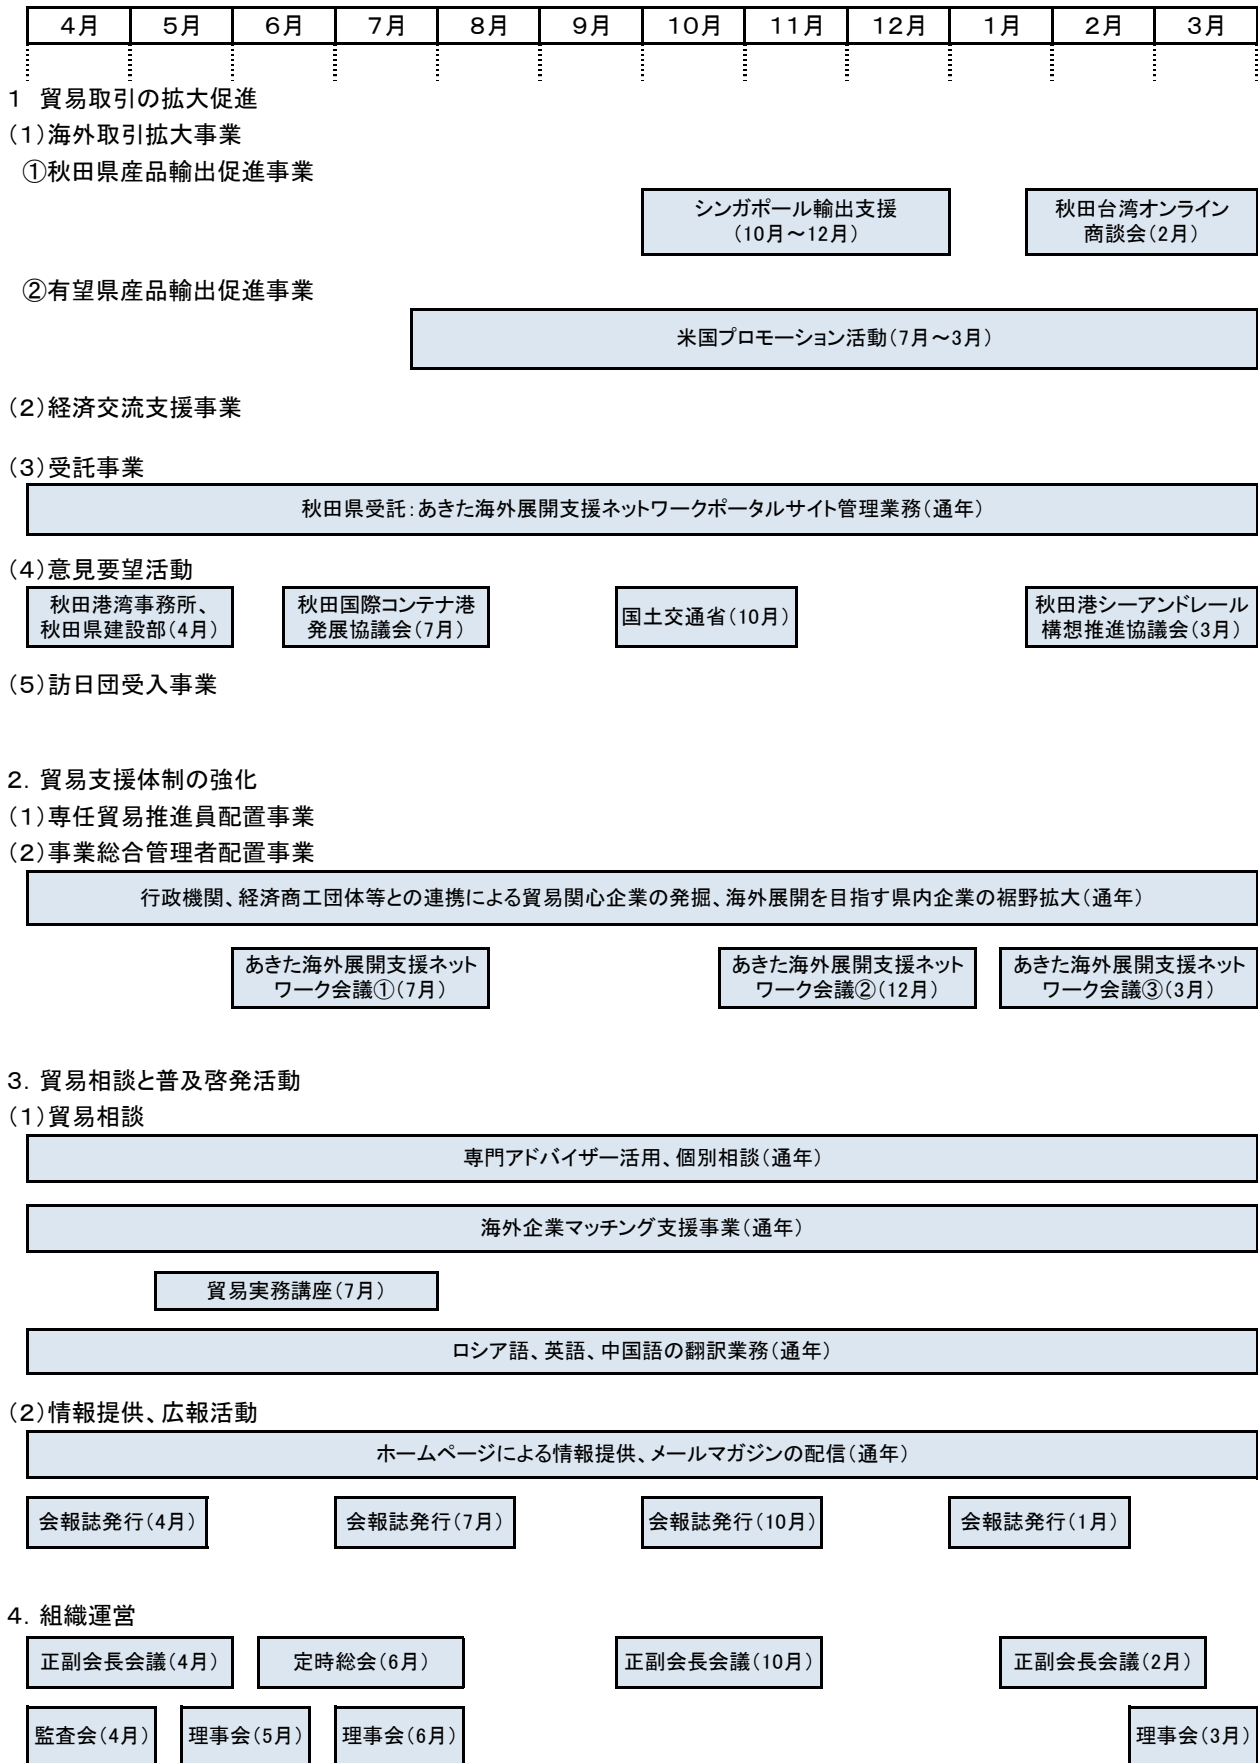 4月 5月 6月 7月 8月 9月 10月 11月 12月 1月 2月 3月
1 貿易取引の拡大促進
(1)海外取引拡大事業
①秋田県産品輸出促進事業
シンガポール輸出支援
(10月～12月)
秋田台湾オンライン
商談会(2月)
②有望県産品輸出促進事業
米国プロモーション活動(7月～3月)
(2)経済交流支援事業
(3)受託事業
秋田県受託:あきた海外展開支援ネットワークポータルサイト管理業務(通年)
(4)意見要望活動
秋田港湾事務所、
秋田県建設部(4月)
秋田国際コンテナ港
発展協議会(7月)
国土交通省(10月)
秋田港シーアンドレール
構想推進協議会(3月)
(5)訪日団受入事業
2．貿易支援体制の強化
(1)専任貿易推進員配置事業
(2)事業総合管理者配置事業
行政機関、経済商工団体等との連携による貿易関心企業の発掘、海外展開を目指す県内企業の裾野拡大(通年)
あきた海外展開支援ネット
ワーク会議①(7月)
あきた海外展開支援ネット
ワーク会議②(12月)
あきた海外展開支援ネット
ワーク会議③(3月)
3．貿易相談と普及啓発活動
(1)貿易相談
専門アドバイザー活用、個別相談(通年)
海外企業マッチング支援事業(通年)
貿易実務講座(7月)
ロシア語、英語、中国語の翻訳業務(通年)
(2)情報提供、広報活動
ホームページによる情報提供、メールマガジンの配信(通年)
会報誌発行(4月)
会報誌発行(7月)
会報誌発行(10月)
会報誌発行(1月)
4．組織運営
正副会長会議(4月)
定時総会(6月)
正副会長会議(10月)
正副会長会議(2月)
監査会(4月)
理事会(5月)
理事会(6月)
理事会(3月)